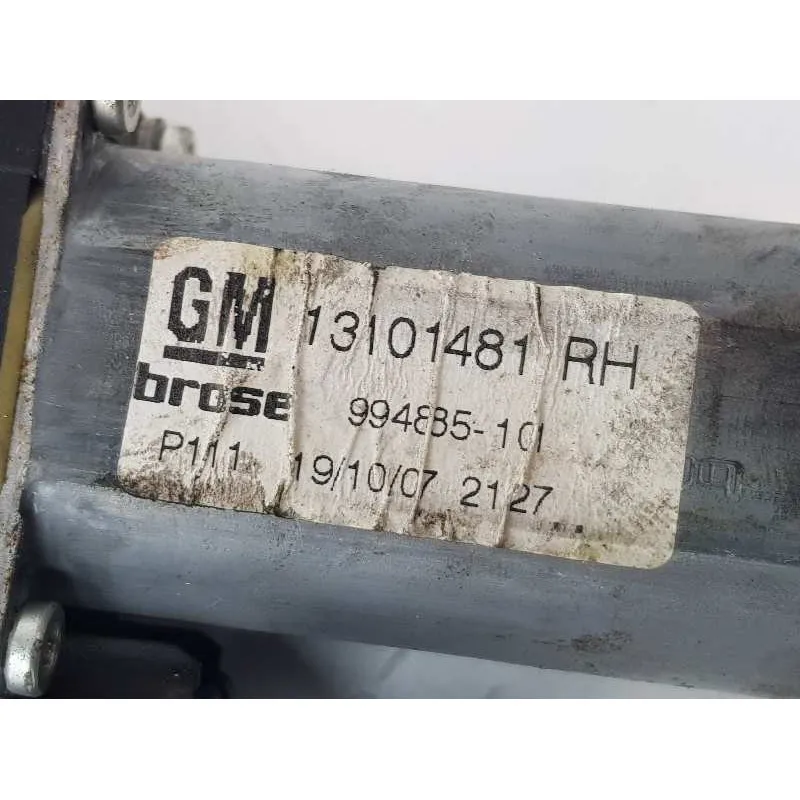 GM 13101481 RH
brose 994885-101
P111 19/10/07 2127